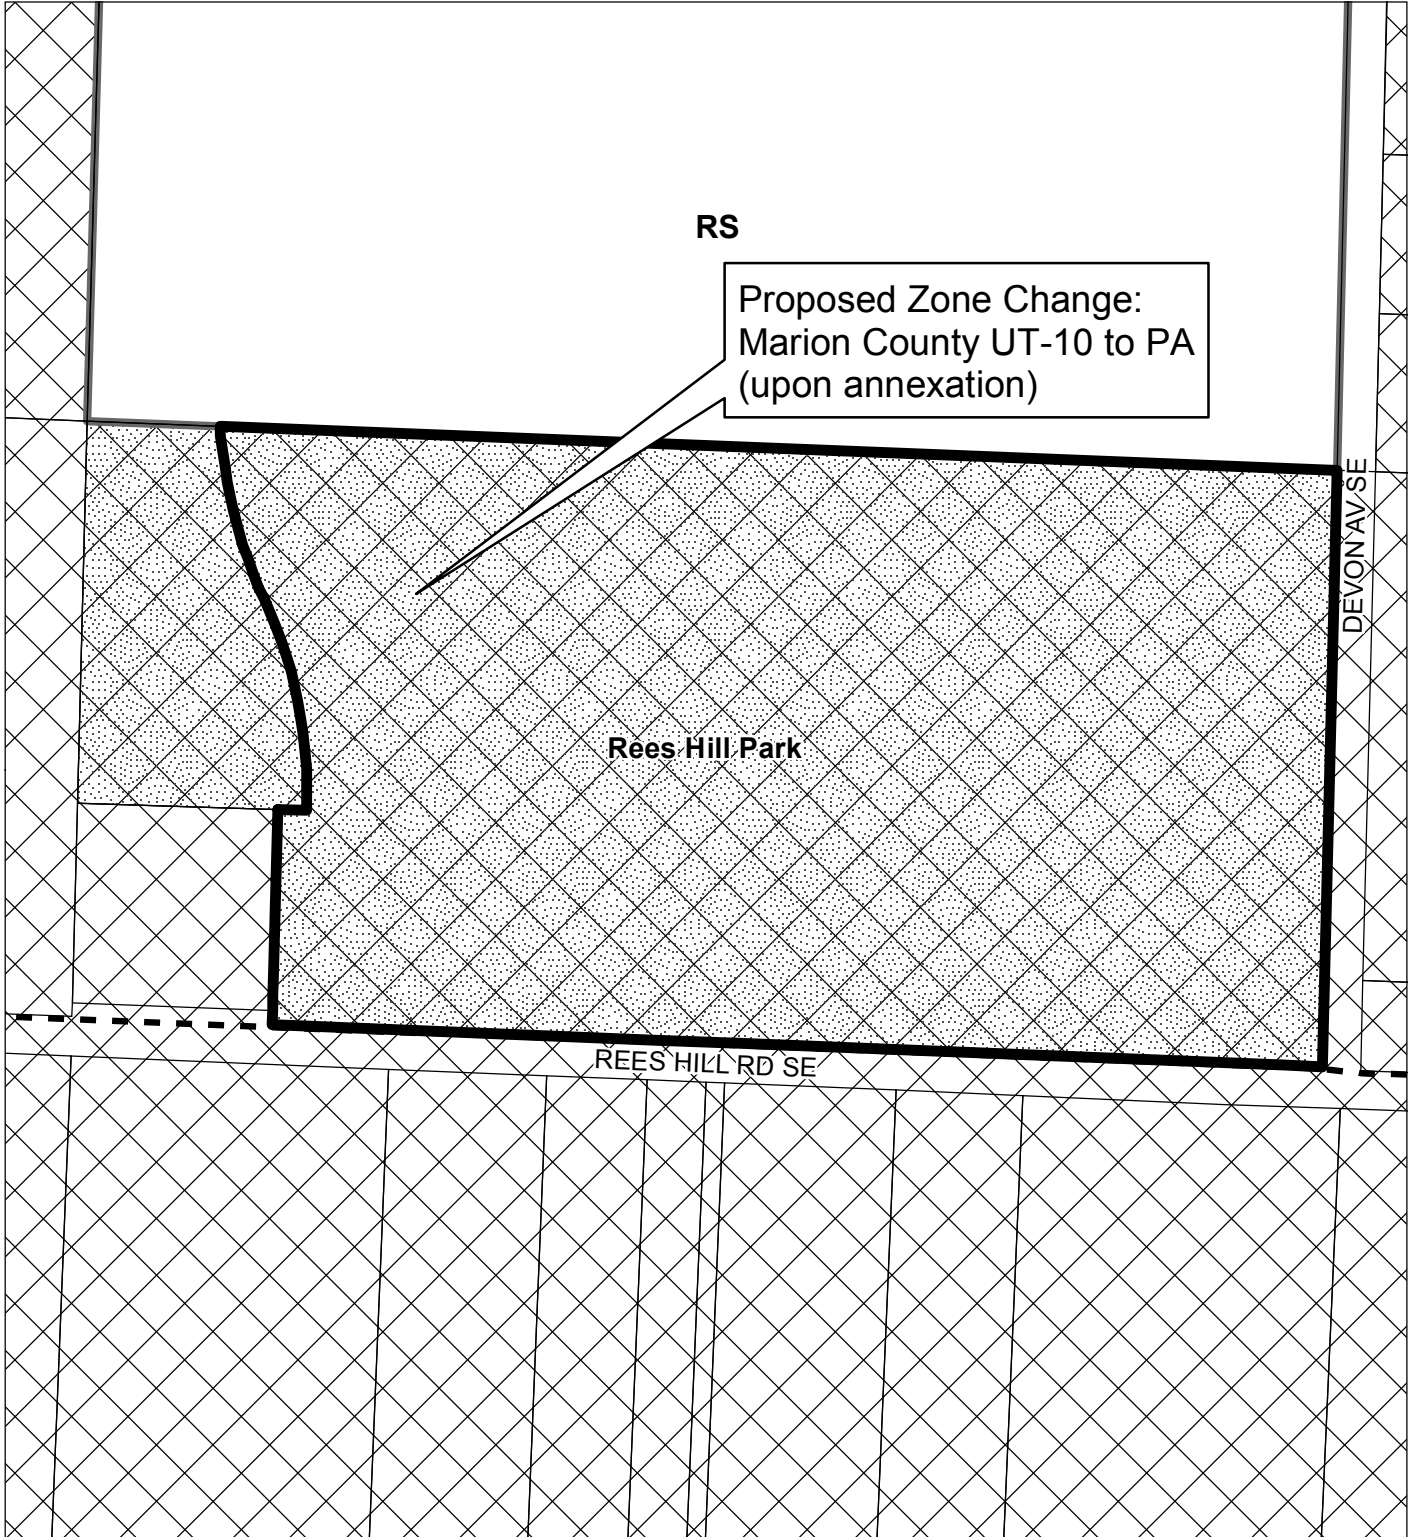 RS
Proposed Zone Change:
Marion County UT-10 to PA
(upon annexation)
DEVON AV SE
Rees Hill Park
REES HILL RD SE